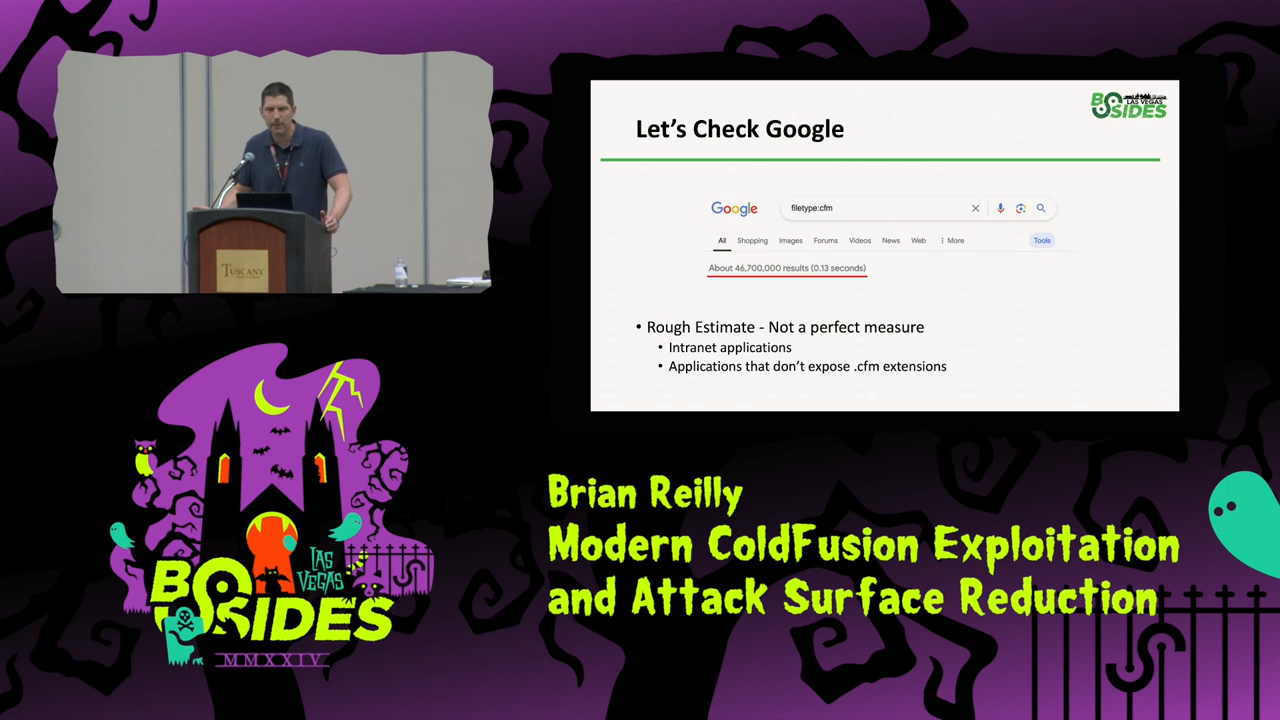 BSIDES
LAS VEGAS
Let's Check Google
Google
filetype:cfm
All Shopping Images Forums Videos News Web More Tools
About 46,700,000 results (0.13 seconds)
• Rough Estimate - Not a perfect measure
• Intranet applications
• Applications that don't expose .cfm extensions
TUSCANY
LAS VEGAS
BSIDES
MMXXIV
Brian Reilly
Modern ColdFusion Exploitation
and Attack Surface Reduction